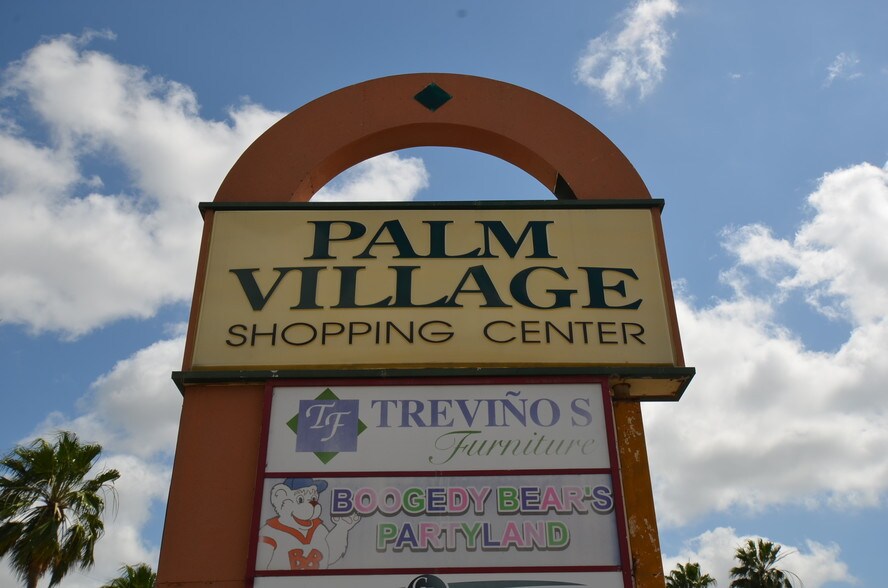 PALM
VILLAGE
SHOPPING CENTER
TF
TREVIÑO S
Furniture
BOOGEDY BEAR'S
PARTYLAND
BB